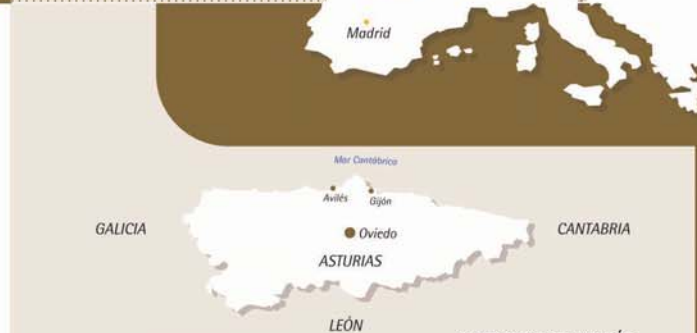 Madrid
Mar Cantábrico
Avilés
Gijón
GALICIA
Oviedo
CANTABRIA
ASTURIAS
LEÓN